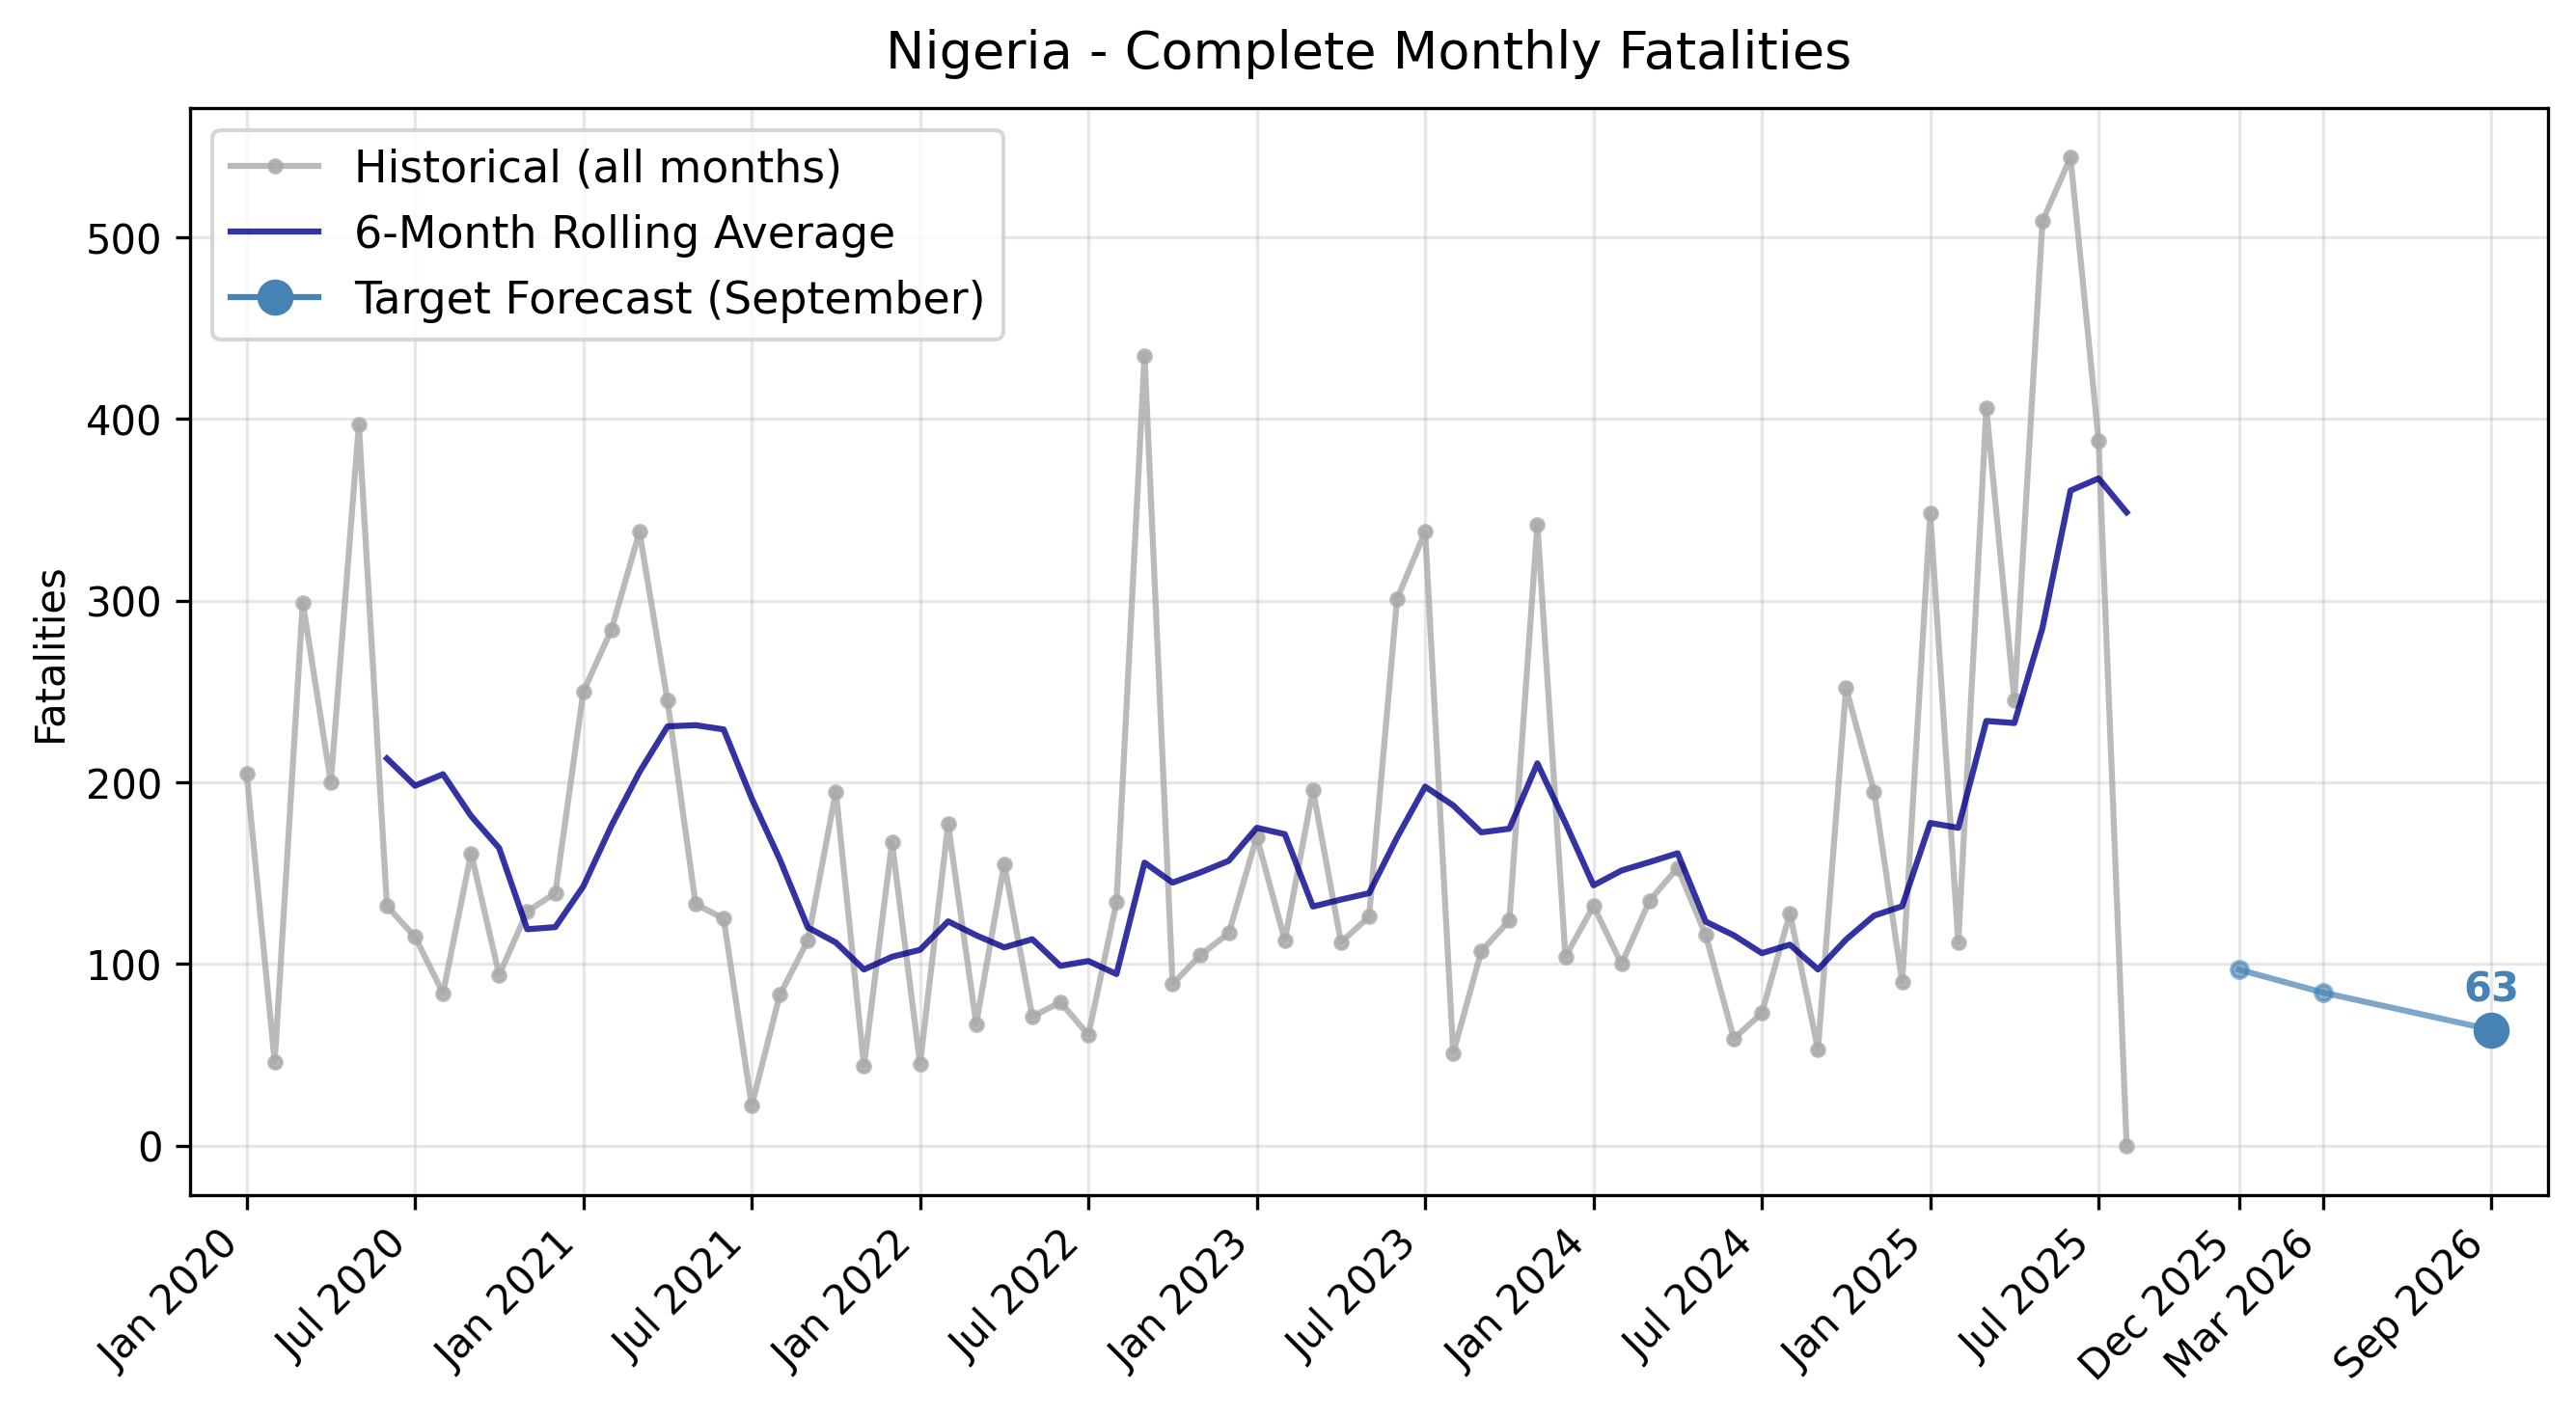 Nigeria - Complete Monthly Fatalities
Historical (all months)
6-Month Rolling Average
Target Forecast (September)
Fatalities
500
400
300
200
100
0
63
Jan 2020
Jul 2020
Jan 2021
Jul 2021
Jan 2022
Jul 2022
Jan 2023
Jul 2023
Jan 2024
Jul 2024
Jan 2025
Jul 2025
Dec 2025
Mar 2026
Sep 2026